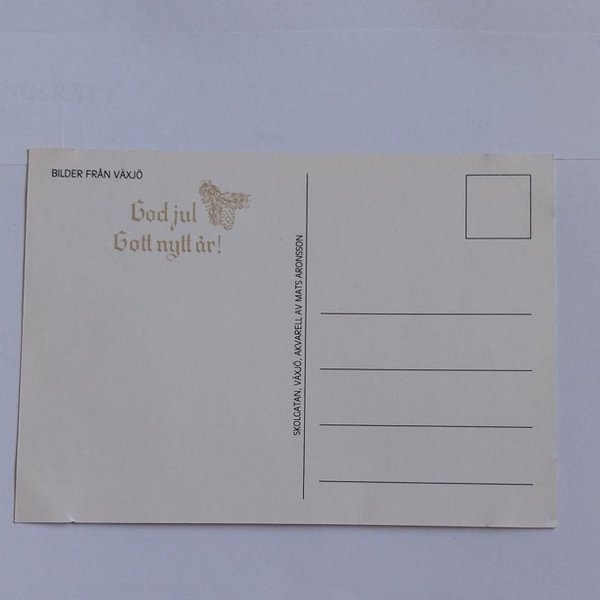 BILDER FRÅN VÄXJÖ
God jul
Gott nytt år!
SKOLGATAN, VÄXJÖ. AKVARELL AV MATS ARONSSON